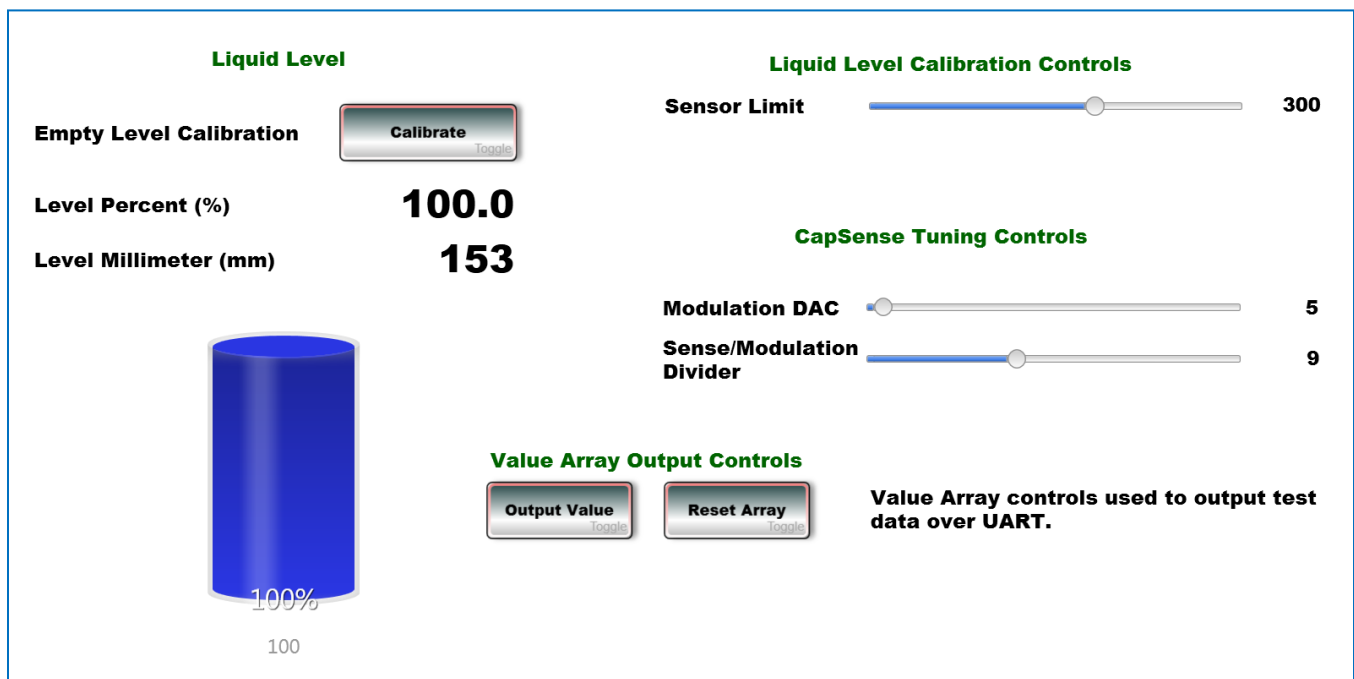 Liquid Level
Empty Level Calibration
Calibrate
Toggle
Level Percent (%)
100.0
Level Millimeter (mm)
153
100%
100
Liquid Level Calibration Controls
Sensor Limit
300
CapSense Tuning Controls
Modulation DAC
5
Sense/Modulation
Divider
9
Value Array Output Controls
Output Value
Toggle
Reset Array
Toggle
Value Array controls used to output test
data over UART.